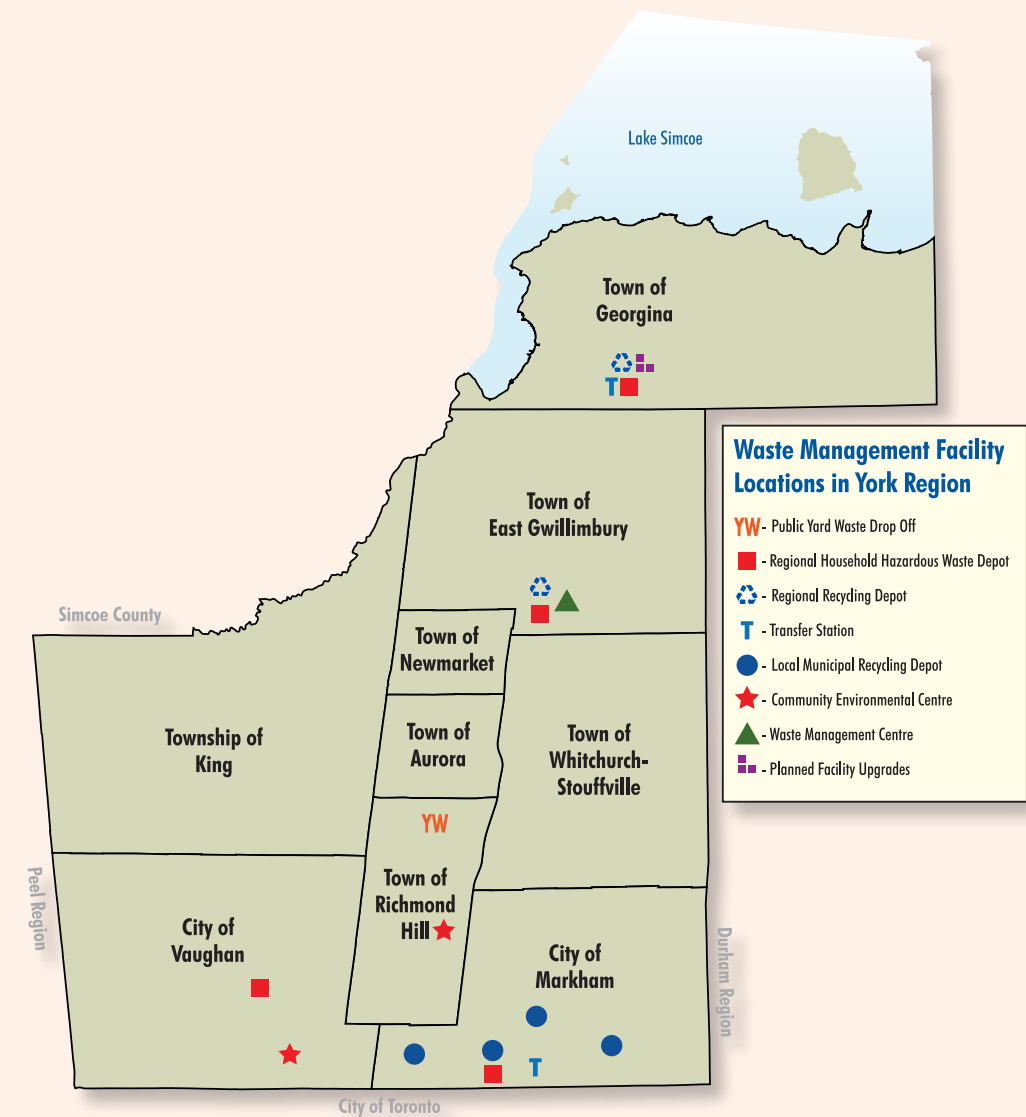 Lake Simcoe
Town of
Georgina
T
Waste Management Facility
Locations in York Region
YW - Public Yard Waste Drop Off
- Regional Household Hazardous Waste Depot
- Regional Recycling Depot
T - Transfer Station
- Local Municipal Recycling Depot
- Community Environmental Centre
- Waste Management Centre
- Planned Facility Upgrades
Town of
East Gwillimbury
Simcoe County
Town of
Newmarket
Township of
King
Town of
Aurora
Town of
Whitchurch-
Stouffville
YW
Peel Region
Town of
Richmond
Hill
City of
Vaughan
City of
Markham
Durham Region
T
City of Toronto